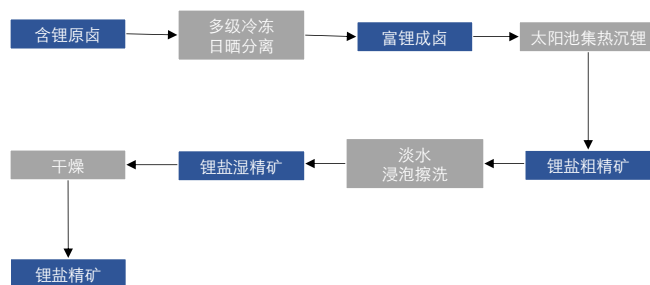 含锂原卤
多级冷冻
日晒分离
富锂成卤
太阳池集热沉锂
锂盐粗精矿
淡水
浸泡擦洗
锂盐湿精矿
干燥
锂盐精矿